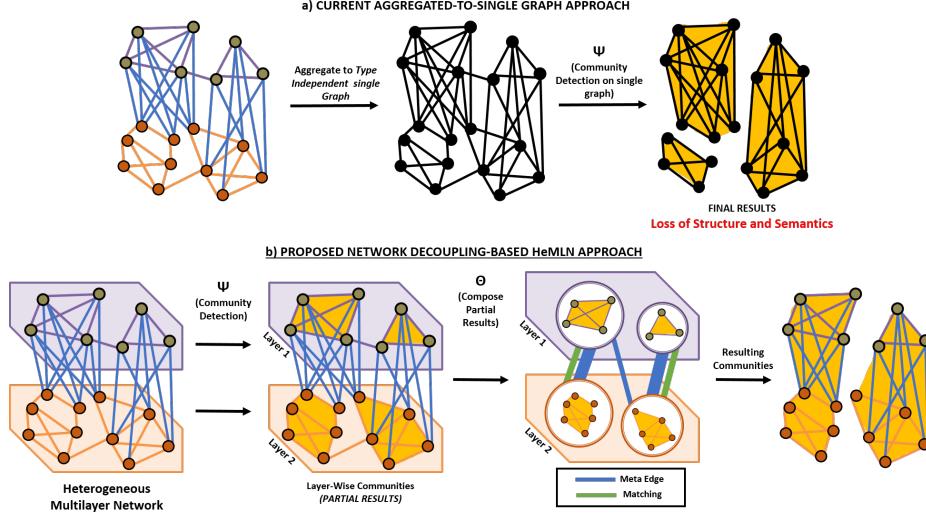 a) CURRENT AGGREGATED-TO-SINGLE GRAPH APPROACH
Aggregate to Type
Independent single
Graph
Ψ
(Community
Detection on single
graph)
FINAL RESULTS
Loss of Structure and Semantics
b) PROPOSED NETWORK DECOUPLING-BASED HeMLN APPROACH
Ψ
(Community
Detection)
Layer 1
Layer 2
Θ
(Compose
Partial
Results)
Layer 1
Layer 2
Resulting
Communities
Heterogeneous
Multilayer Network
Layer-Wise Communities
(PARTIAL RESULTS)
Meta Edge
Matching